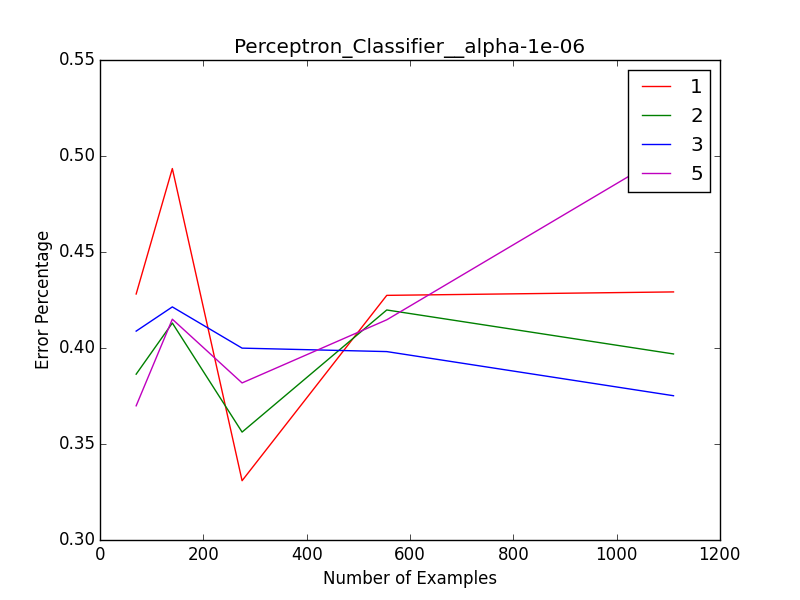 Perceptron_Classifier__alpha-1e-06
0.55
0.50
0.45
0.40
0.35
0.30
Error Percentage
1
2
3
5
0 200 400 600 800 1000 1200
Number of Examples